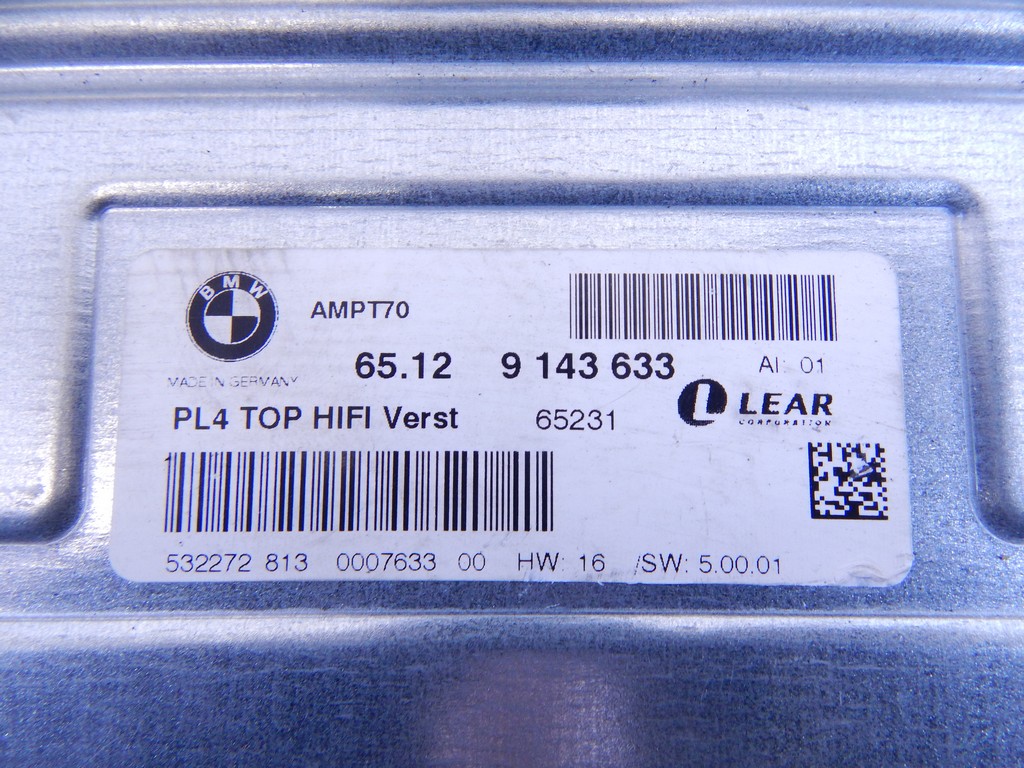 BMW
AMPT70
65.12 9 143 633 AI: 01
MADE IN GERMANY
PL4 TOP HIFI Verst 65231
LEAR
CORPORATION
532272 813 0007633 00 HW: 16 /SW: 5.00.01